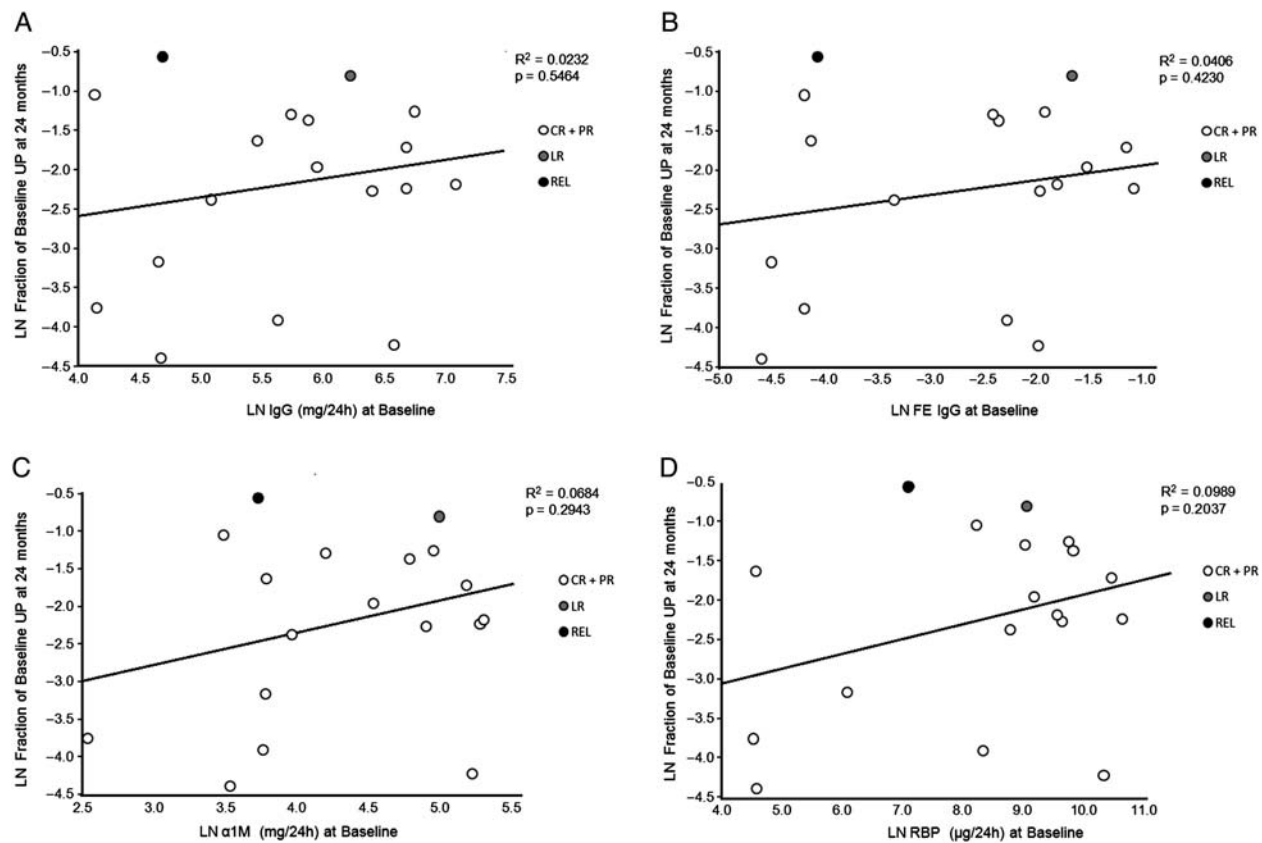 A
R² = 0.0232
p = 0.5464
LN Fraction of Baseline UP at 24 months
−0.5
−1.0
−1.5
−2.0
−2.5
−3.0
−3.5
−4.0
−4.5
CR + PR
LR
REL
4.0 4.5 5.0 5.5 6.0 6.5 7.0 7.5
LN IgG (mg/24h) at Baseline
B
R² = 0.0406
p = 0.4230
LN Fraction of Baseline UP at 24 months
−0.5
−1.0
−1.5
−2.0
−2.5
−3.0
−3.5
−4.0
−4.5
CR + PR
LR
REL
−5.0 −4.5 −4.0 −3.5 −3.0 −2.5 −2.0 −1.5 −1.0
LN FE IgG at Baseline
C
R² = 0.0684
p = 0.2943
LN Fraction of Baseline UP at 24 months
−0.5
−1.0
−1.5
−2.0
−2.5
−3.0
−3.5
−4.0
−4.5
CR + PR
LR
REL
2.5 3.0 3.5 4.0 4.5 5.0 5.5
LN α1M (mg/24h) at Baseline
D
R² = 0.0989
p = 0.2037
LN Fraction of Baseline UP at 24 months
−0.5
−1.0
−1.5
−2.0
−2.5
−3.0
−3.5
−4.0
−4.5
CR + PR
LR
REL
4.0 5.0 6.0 7.0 8.0 9.0 10.0 11.0
LN RBP (µg/24h) at Baseline